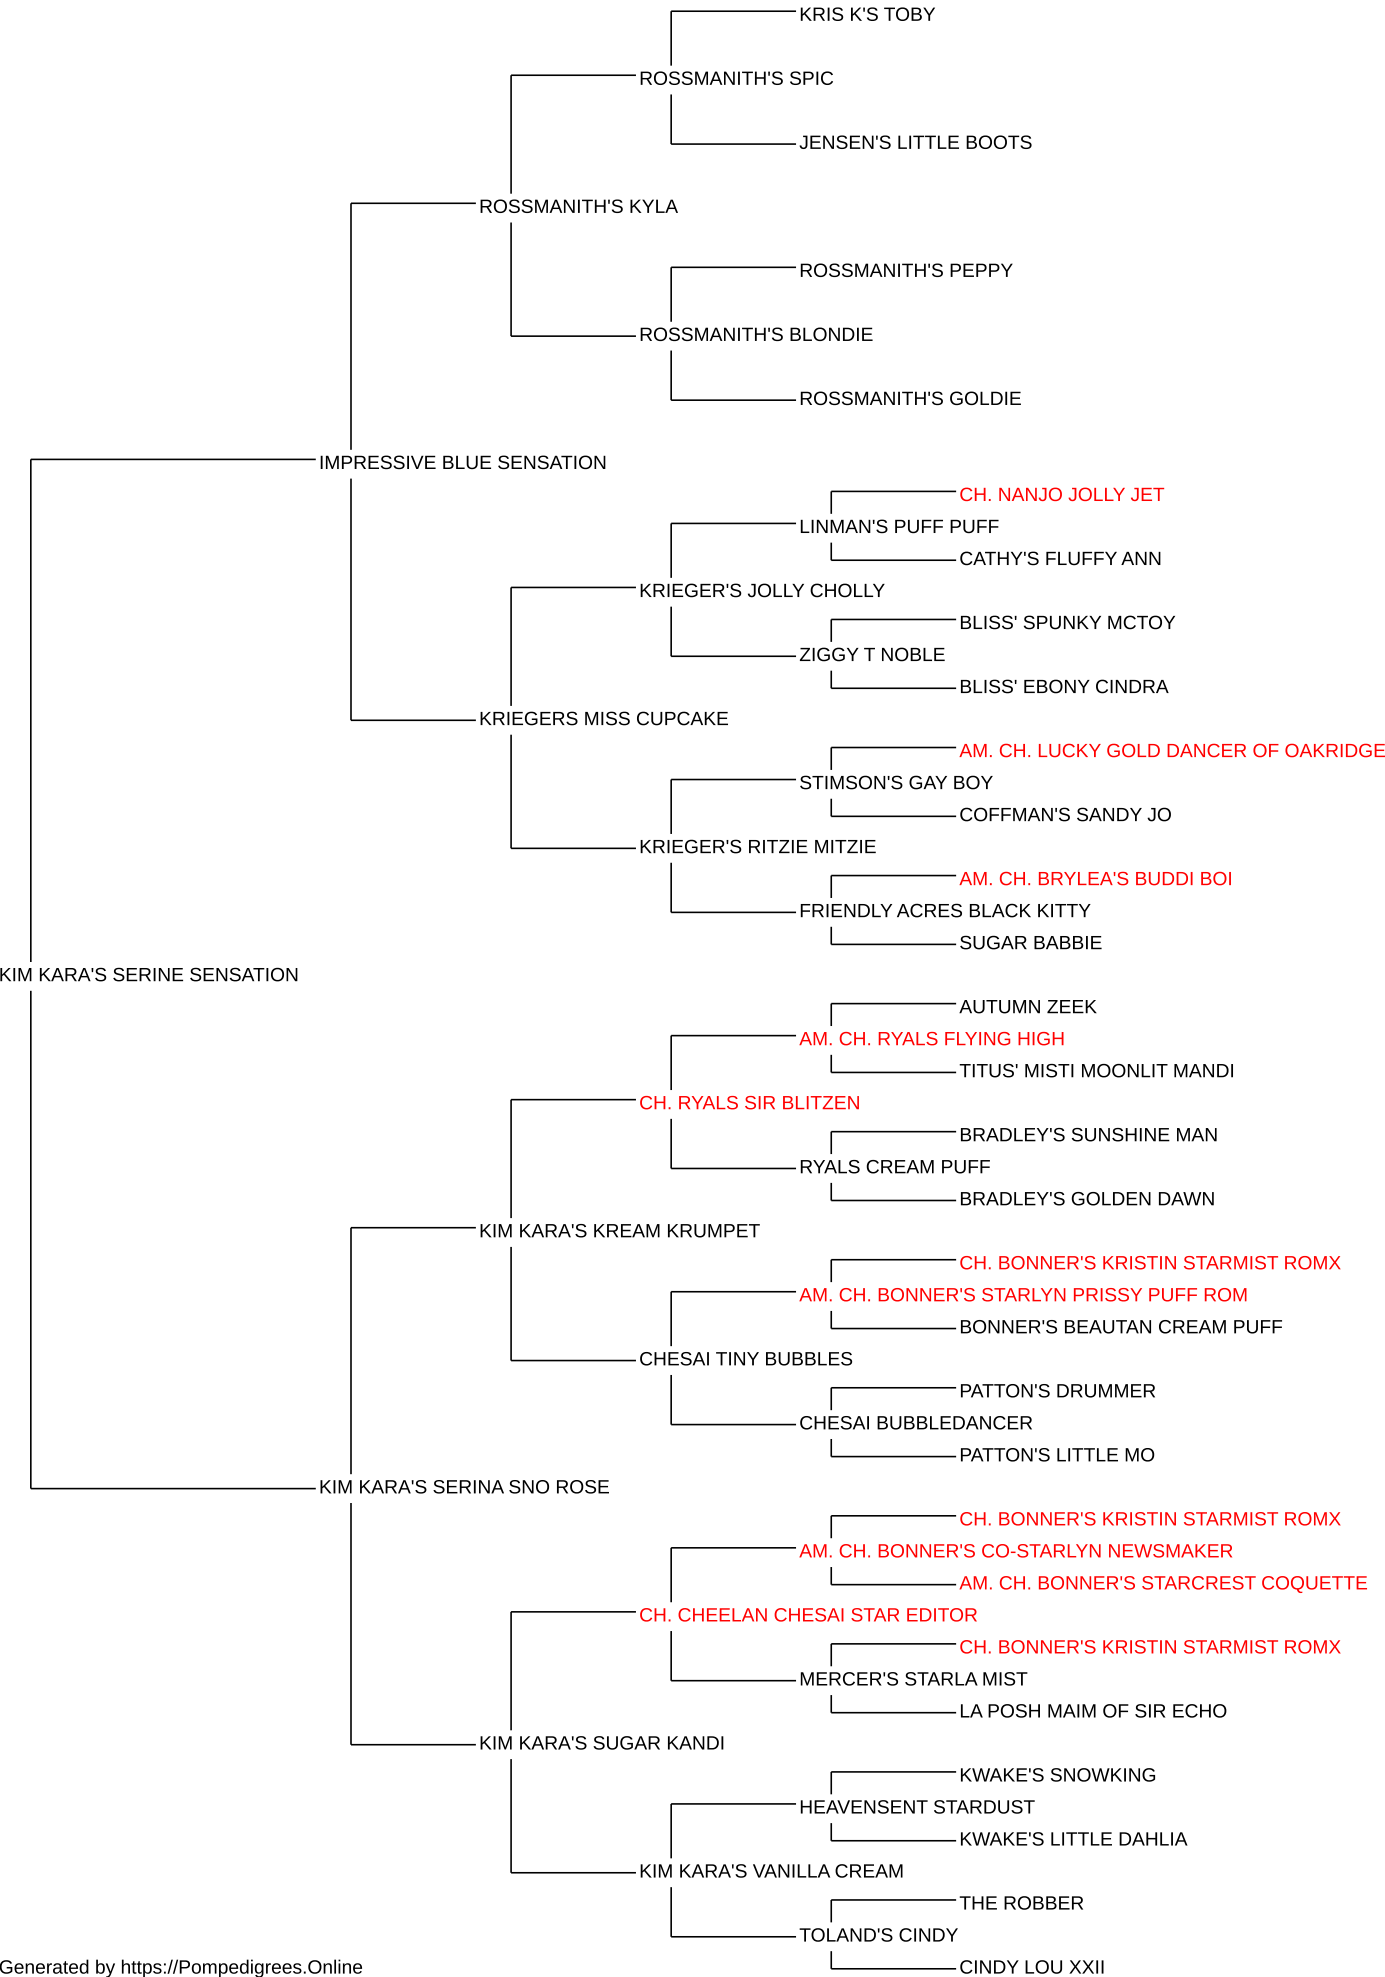 KRIS K'S TOBY
ROSSMANITH'S SPIC
JENSEN'S LITTLE BOOTS
ROSSMANITH'S KYLA
ROSSMANITH'S PEPPY
ROSSMANITH'S BLONDIE
ROSSMANITH'S GOLDIE
IMPRESSIVE BLUE SENSATION
CH. NANJO JOLLY JET
LINMAN'S PUFF PUFF
CATHY'S FLUFFY ANN
KRIEGER'S JOLLY CHOLLY
BLISS' SPUNKY MCTOY
ZIGGY T NOBLE
BLISS' EBONY CINDRA
KRIEGERS MISS CUPCAKE
AM. CH. LUCKY GOLD DANCER OF OAKRIDGE
STIMSON'S GAY BOY
COFFMAN'S SANDY JO
KRIEGER'S RITZIE MITZIE
AM. CH. BRYLEA'S BUDDI BOI
FRIENDLY ACRES BLACK KITTY
SUGAR BABBIE
KIM KARA'S SERINE SENSATION
AUTUMN ZEEK
AM. CH. RYALS FLYING HIGH
TITUS' MISTI MOONLIT MANDI
CH. RYALS SIR BLITZEN
BRADLEY'S SUNSHINE MAN
RYALS CREAM PUFF
BRADLEY'S GOLDEN DAWN
KIM KARA'S KREAM KRUMPET
CH. BONNER'S KRISTIN STARMIST ROMX
AM. CH. BONNER'S STARLYN PRISSY PUFF ROM
BONNER'S BEAUTAN CREAM PUFF
CHESAI TINY BUBBLES
PATTON'S DRUMMER
CHESAI BUBBLEDANCER
PATTON'S LITTLE MO
KIM KARA'S SERINA SNO ROSE
CH. BONNER'S KRISTIN STARMIST ROMX
AM. CH. BONNER'S CO-STARLYN NEWSMAKER
AM. CH. BONNER'S STARCREST COQUETTE
CH. CHEELAN CHESAI STAR EDITOR
CH. BONNER'S KRISTIN STARMIST ROMX
MERCER'S STARLA MIST
LA POSH MAIM OF SIR ECHO
KIM KARA'S SUGAR KANDI
KWAKE'S SNOWKING
HEAVENSENT STARDUST
KWAKE'S LITTLE DAHLIA
KIM KARA'S VANILLA CREAM
THE ROBBER
TOLAND'S CINDY
CINDY LOU XXII
Generated by https://Pompedigrees.Online